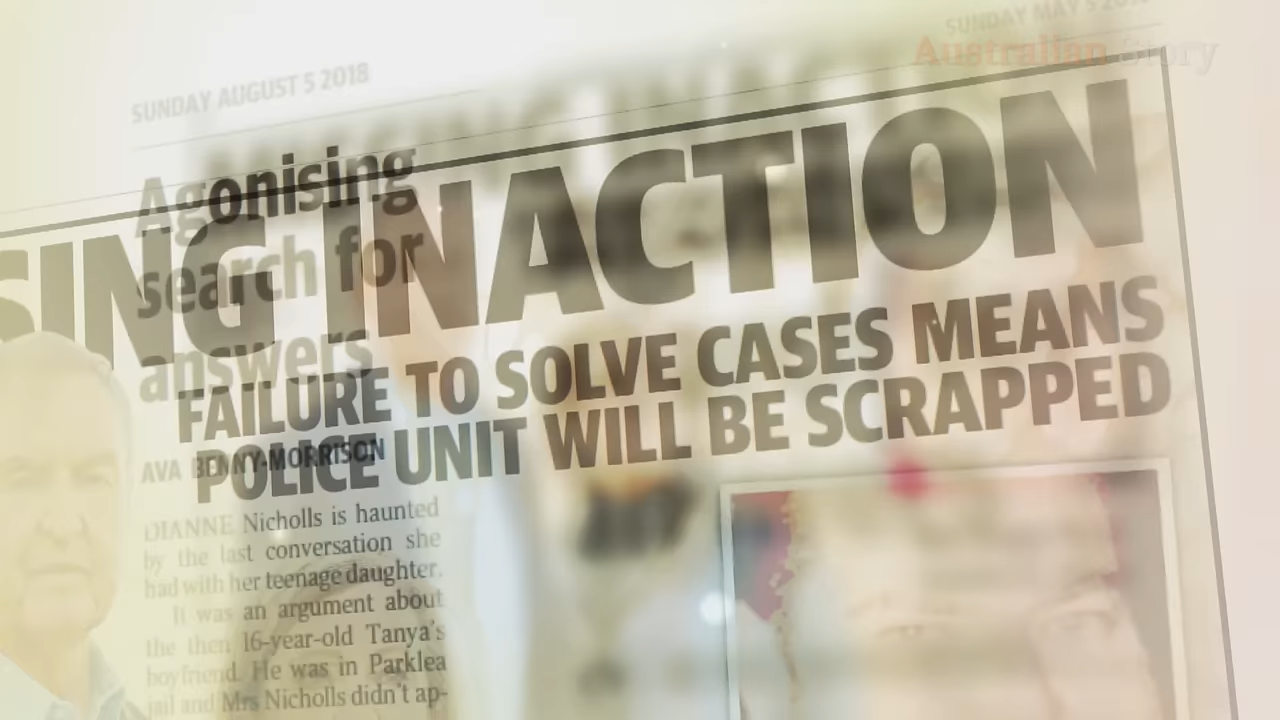 SUNDAY MAY 5
Australian Story
SUNDAY AUGUST 5 2018
SING IN ACTION
Agonising
search for
answers
FAILURE TO SOLVE CASES MEANS
POLICE UNIT WILL BE SCRAPPED
AVA BENNY-MORRISON
DIANNE Nicholls is haunted
by the last conversation she
had with her teenage daughter.
It was an argument about
the then 16-year-old Tanya's
boyfriend. He was in Parklea
jail and Mrs Nicholls didn't ap-